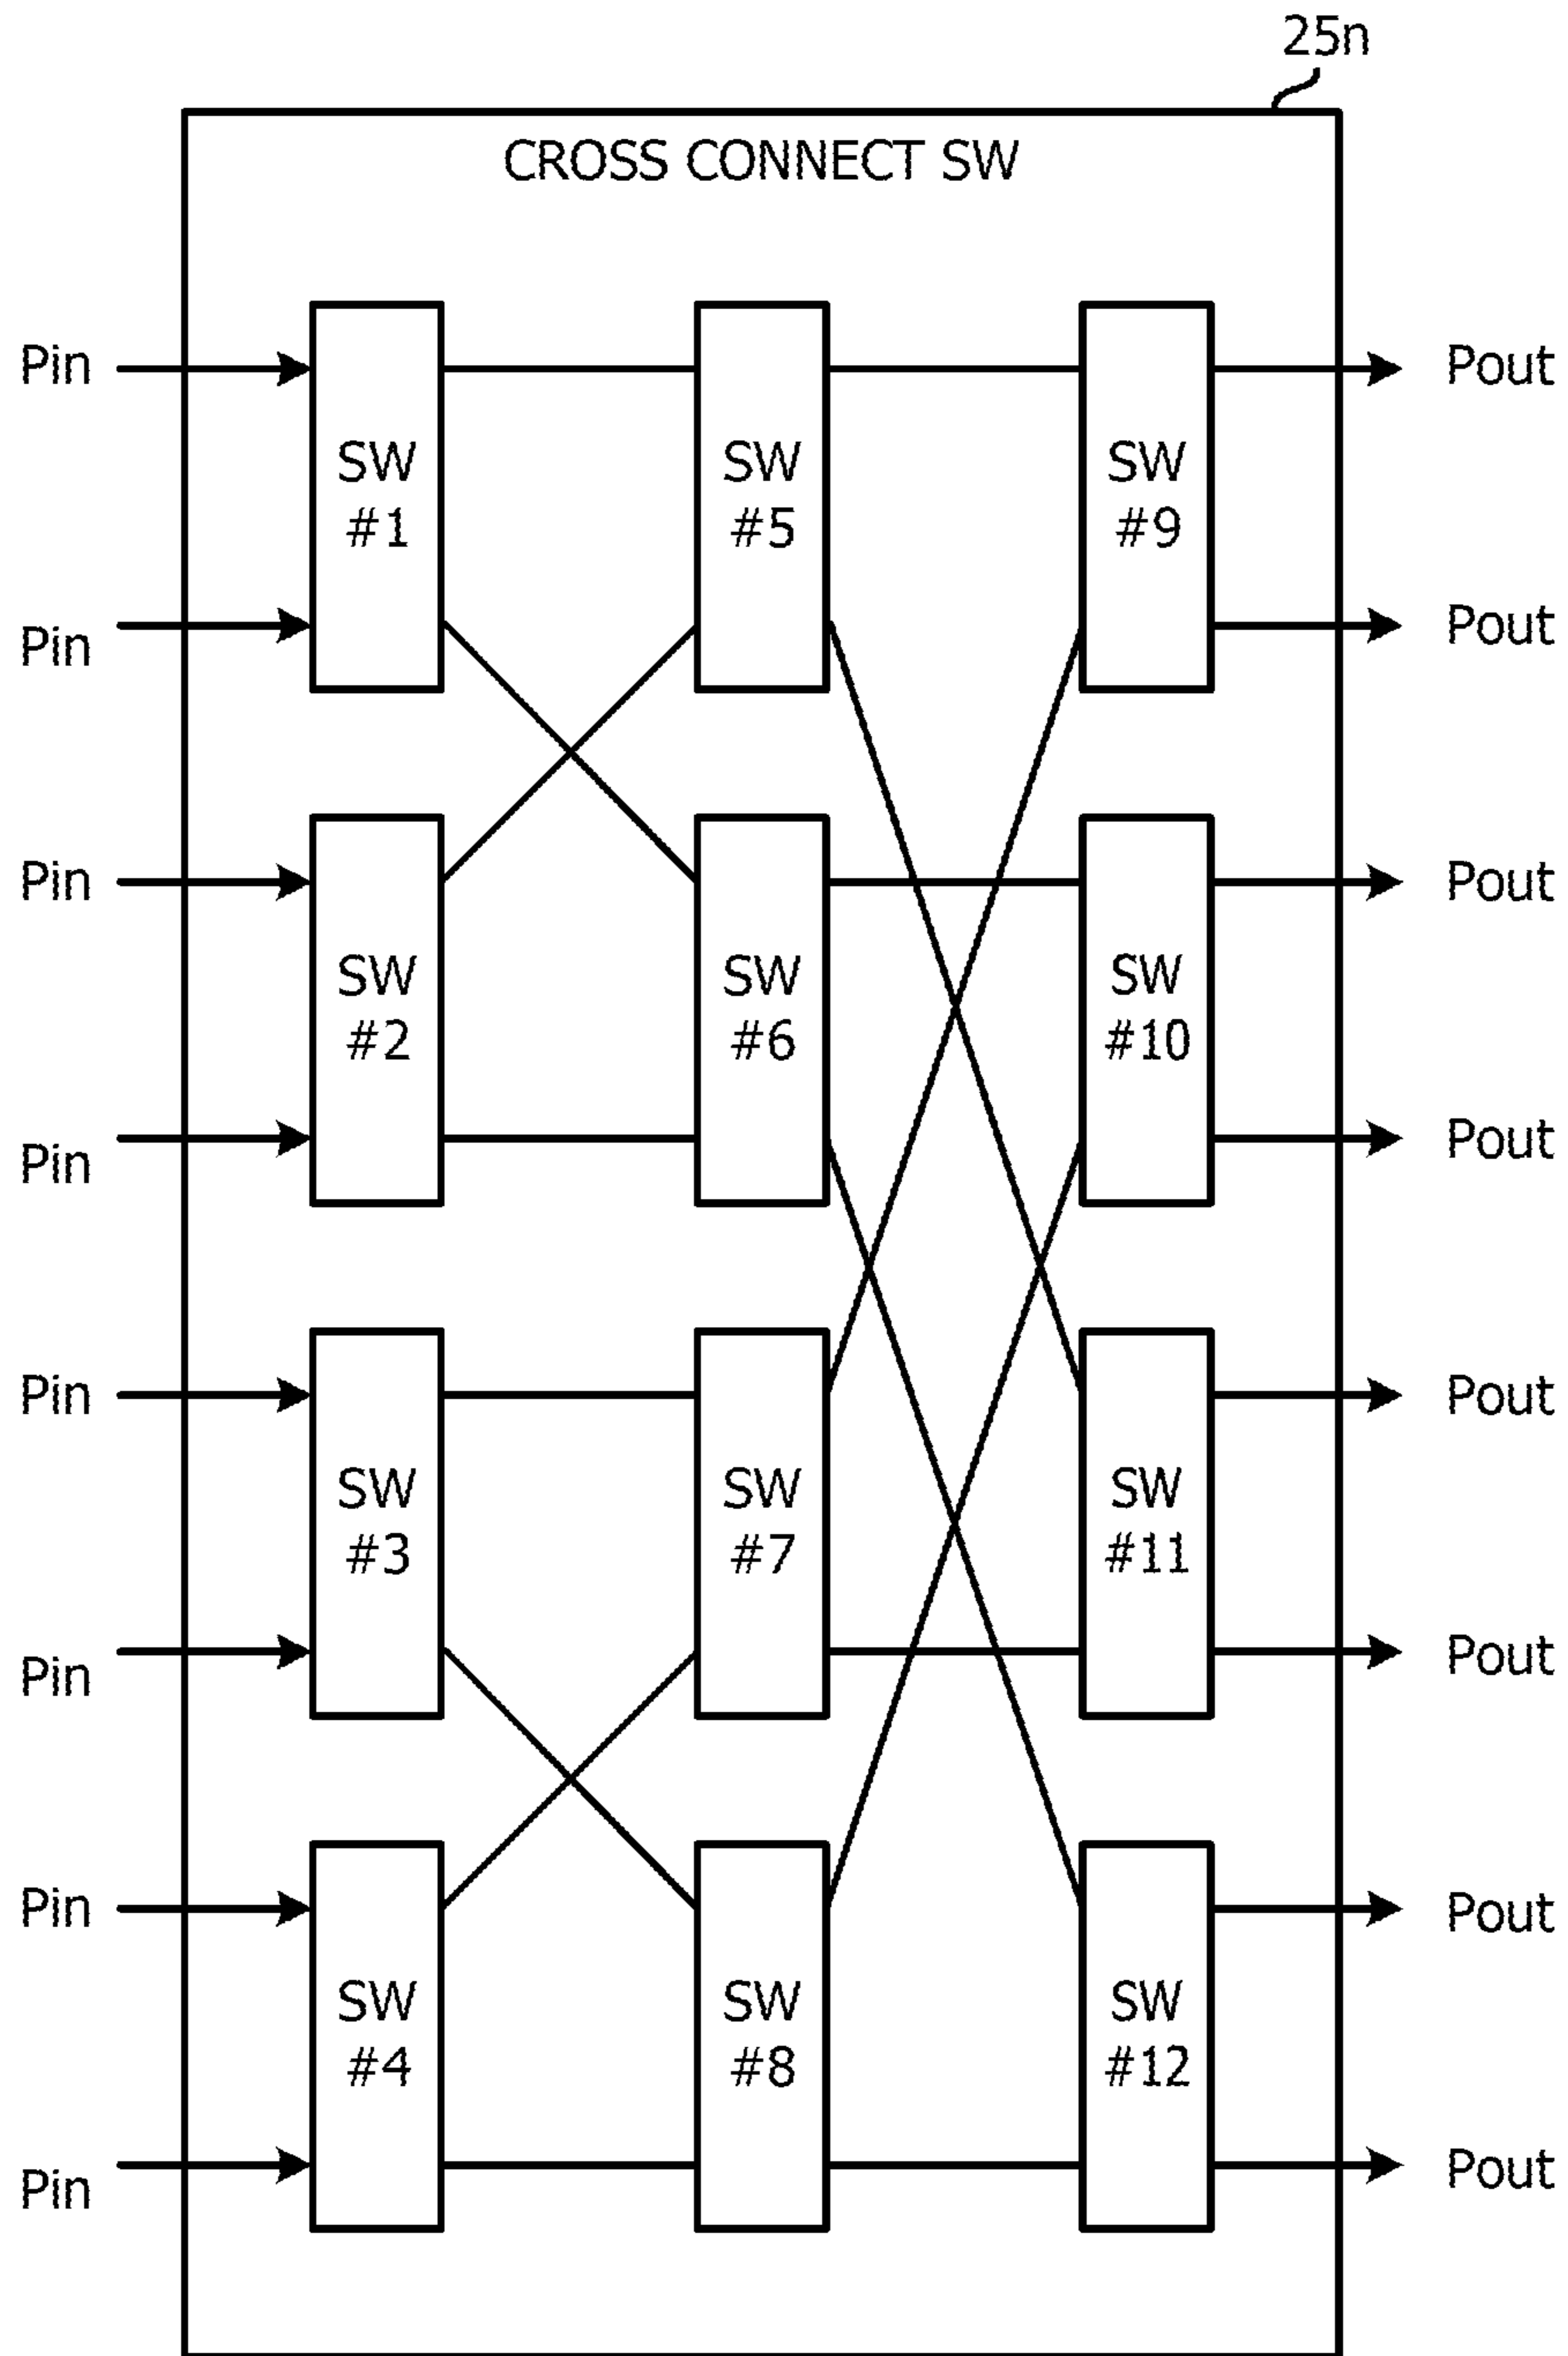 25n
CROSS CONNECT SW
Pin
Pout
SW
#1
SW
#5
SW
#9
Pin
Pout
Pin
Pout
SW
#2
SW
#6
SW
#10
Pin
Pout
Pin
Pout
SW
#3
SW
#7
SW
#11
Pin
Pout
Pin
Pout
SW
#4
SW
#8
SW
#12
Pin
Pout